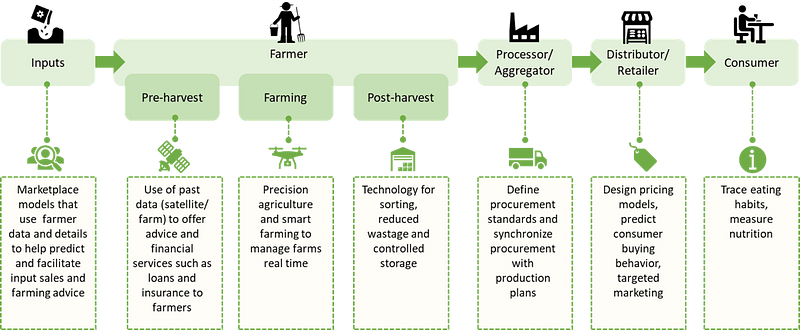 Inputs
Farmer
Processor/
Aggregator
Distributor/
Retailer
Consumer
Pre-harvest
Farming
Post-harvest
Marketplace
models that
use farmer
data and details
to help predict
and facilitate
input sales and
farming advice
Use of past
data (satellite/
farm) to offer
advice and
financial
services such as
loans and
insurance to
farmers
Precision
agriculture
and smart
farming to
manage farms
real time
Technology for
sorting,
reduced
wastage and
controlled
storage
Define
procurement
standards and
synchronize
procurement
with
production
plans
Design pricing
models,
predict
consumer
buying
behavior,
targeted
marketing
Trace eating
habits,
measure
nutrition